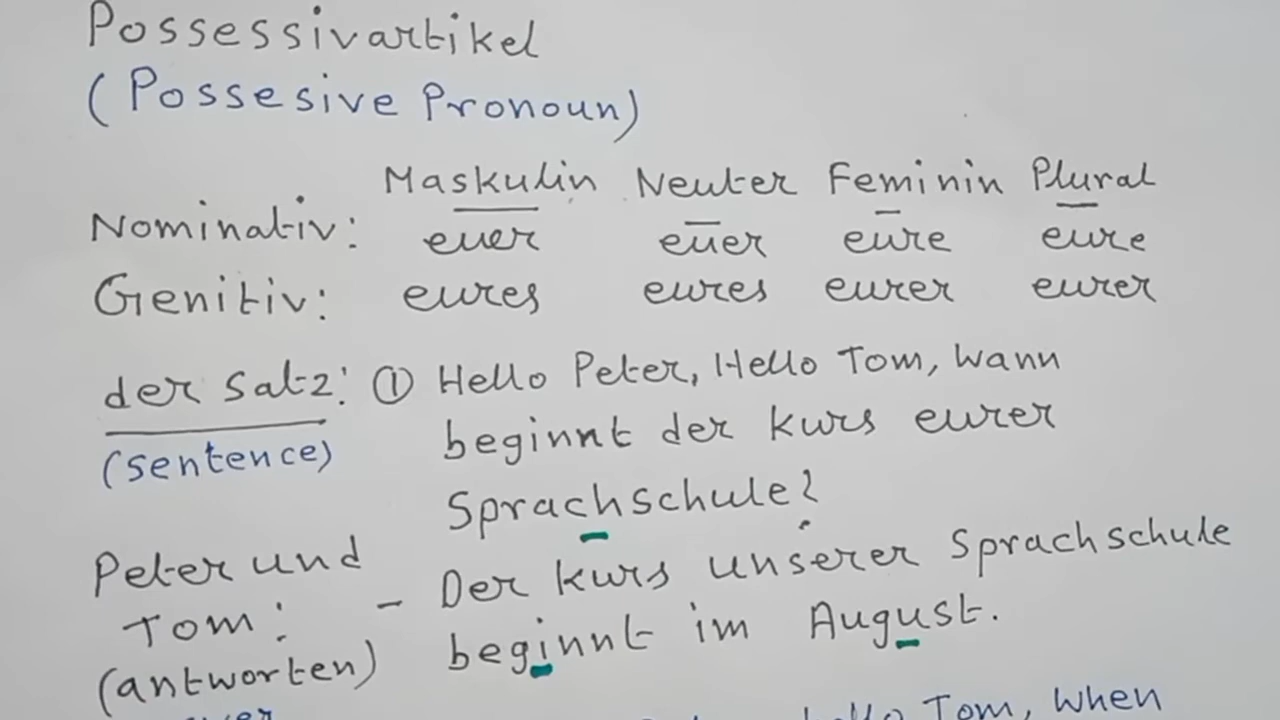 Possessivartikel
(Possesive Pronoun)
Maskulin Neuter Feminin Plural
Nominativ: euer euer eure eure
Genitiv: eures eures eurer eurer
der Satz: ① Hello Peter, Hello Tom, wann
beginnt der kurs eurer
(sentence)
Sprachschule?
Peter und
Tom: - Der kurs unserer Sprachschule
(antworten) beginnt im August.
hello Tom, when